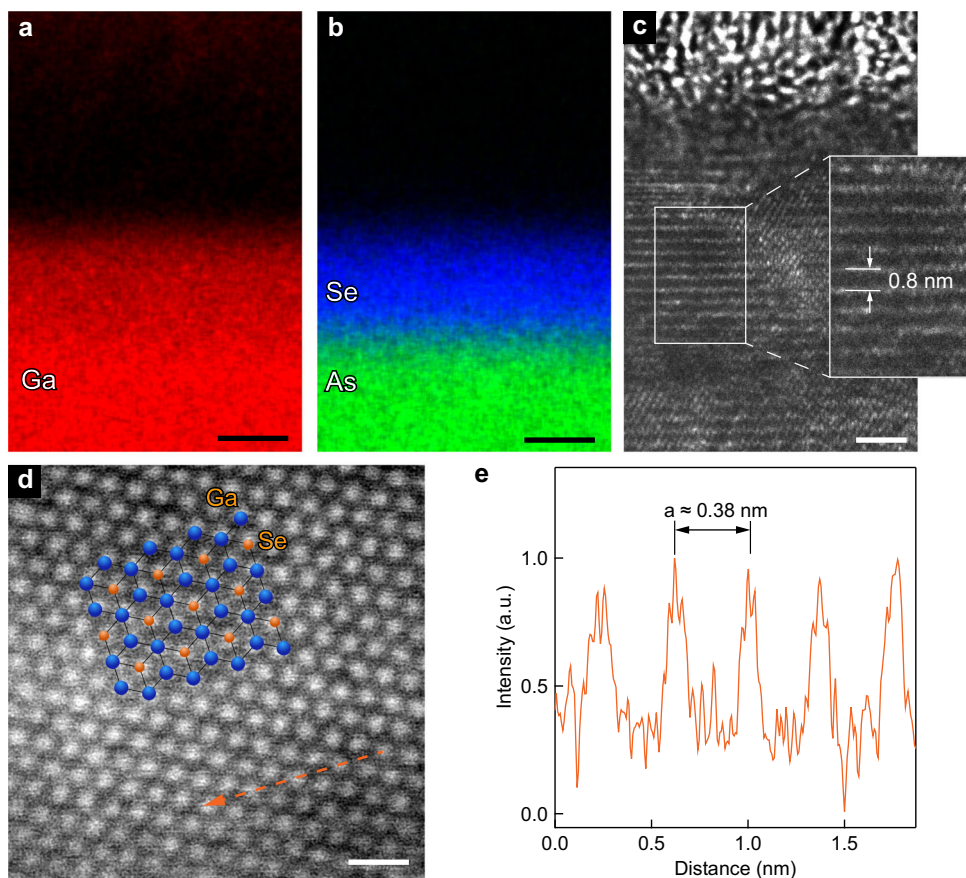 a
Ga
b
Se
As
c
0.8 nm
d
Ga
Se
e
a ≈ 0.38 nm
1.0
0.5
0.0
Intensity (a.u.)
0.0
0.5
1.0
1.5
Distance (nm)